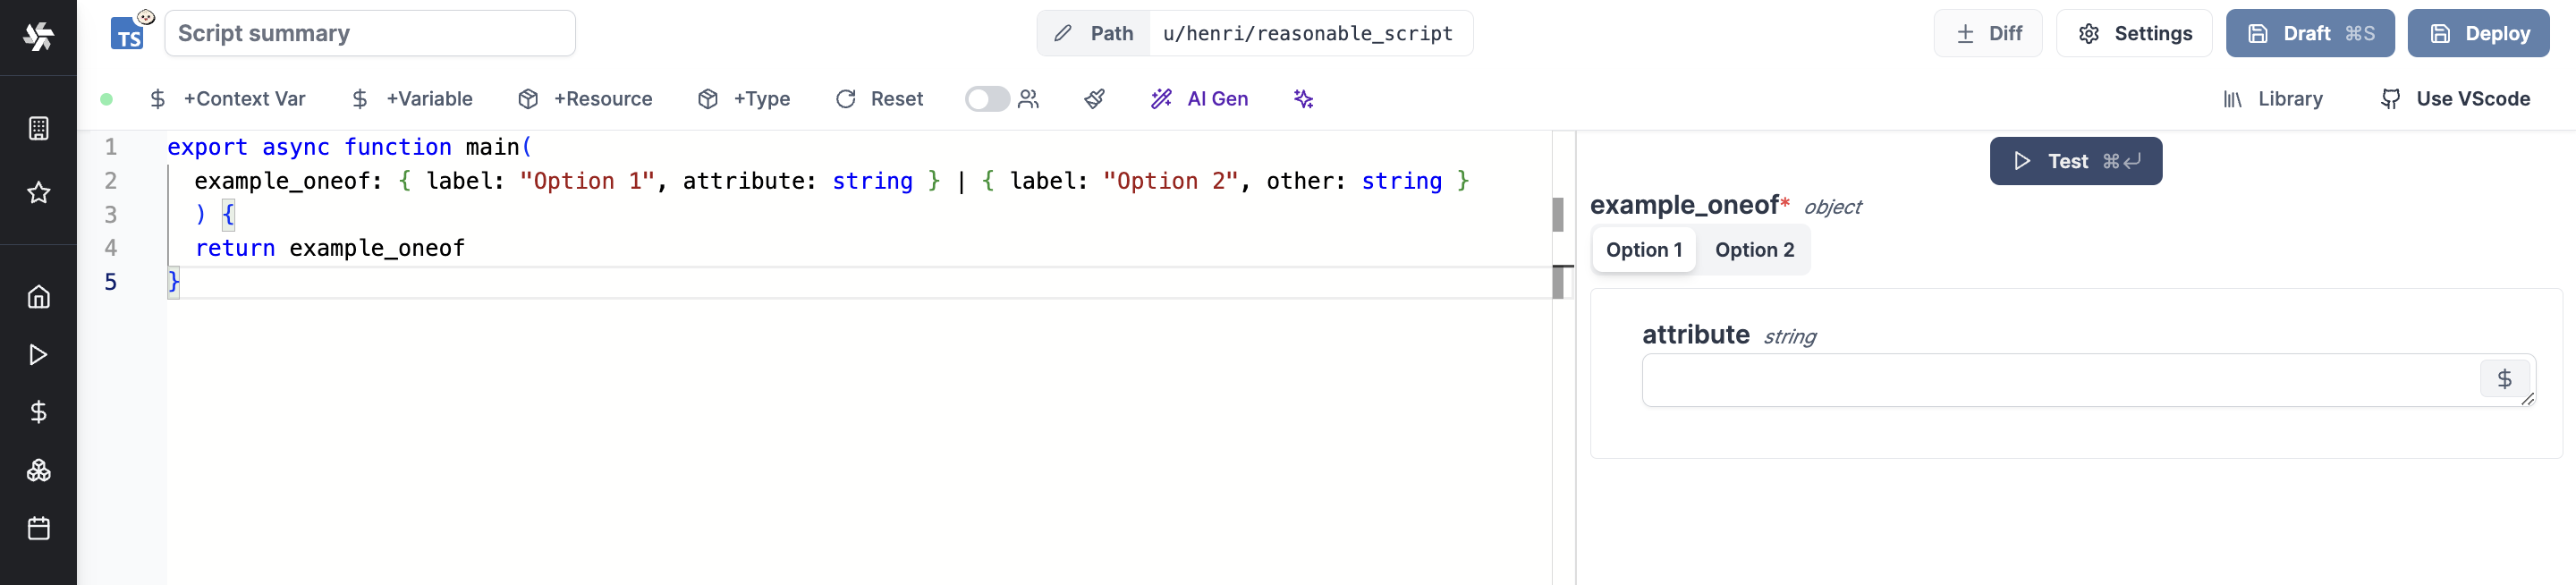 TS
Script summary
Path u/henri/reasonable_script
± Diff
Settings
Draft ⌘S
Deploy
$ +Context Var
$ +Variable
+Resource
+Type
Reset
AI Gen
Library
Use VScode
1 export async function main(
2 example_oneof: { label: "Option 1", attribute: string } | { label: "Option 2", other: string }
3 ) {
4 return example_oneof
5 }
Test ⌘↵
example_oneof* object
Option 1 Option 2
attribute string
$